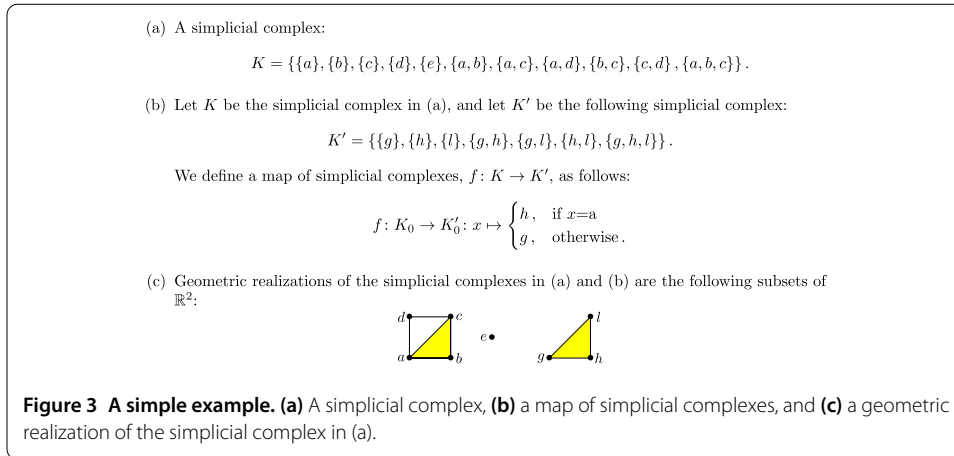 (a) A simplicial complex:
K = {{a}, {b}, {c}, {d}, {e}, {a, b}, {a, c}, {a, d}, {b, c}, {c, d} , {a, b, c}} .
(b) Let K be the simplicial complex in (a), and let K′ be the following simplicial complex:
K′ = {{g}, {h}, {l}, {g, h}, {g, l}, {h, l}, {g, h, l}} .
We define a map of simplicial complexes, f : K → K′, as follows:
f : K₀ → K′₀ : x ↦ { h , if x=a
g , otherwise .
(c) Geometric realizations of the simplicial complexes in (a) and (b) are the following subsets of
ℝ²:
d c l
e
a b g h
Figure 3 A simple example. (a) A simplicial complex, (b) a map of simplicial complexes, and (c) a geometric
realization of the simplicial complex in (a).